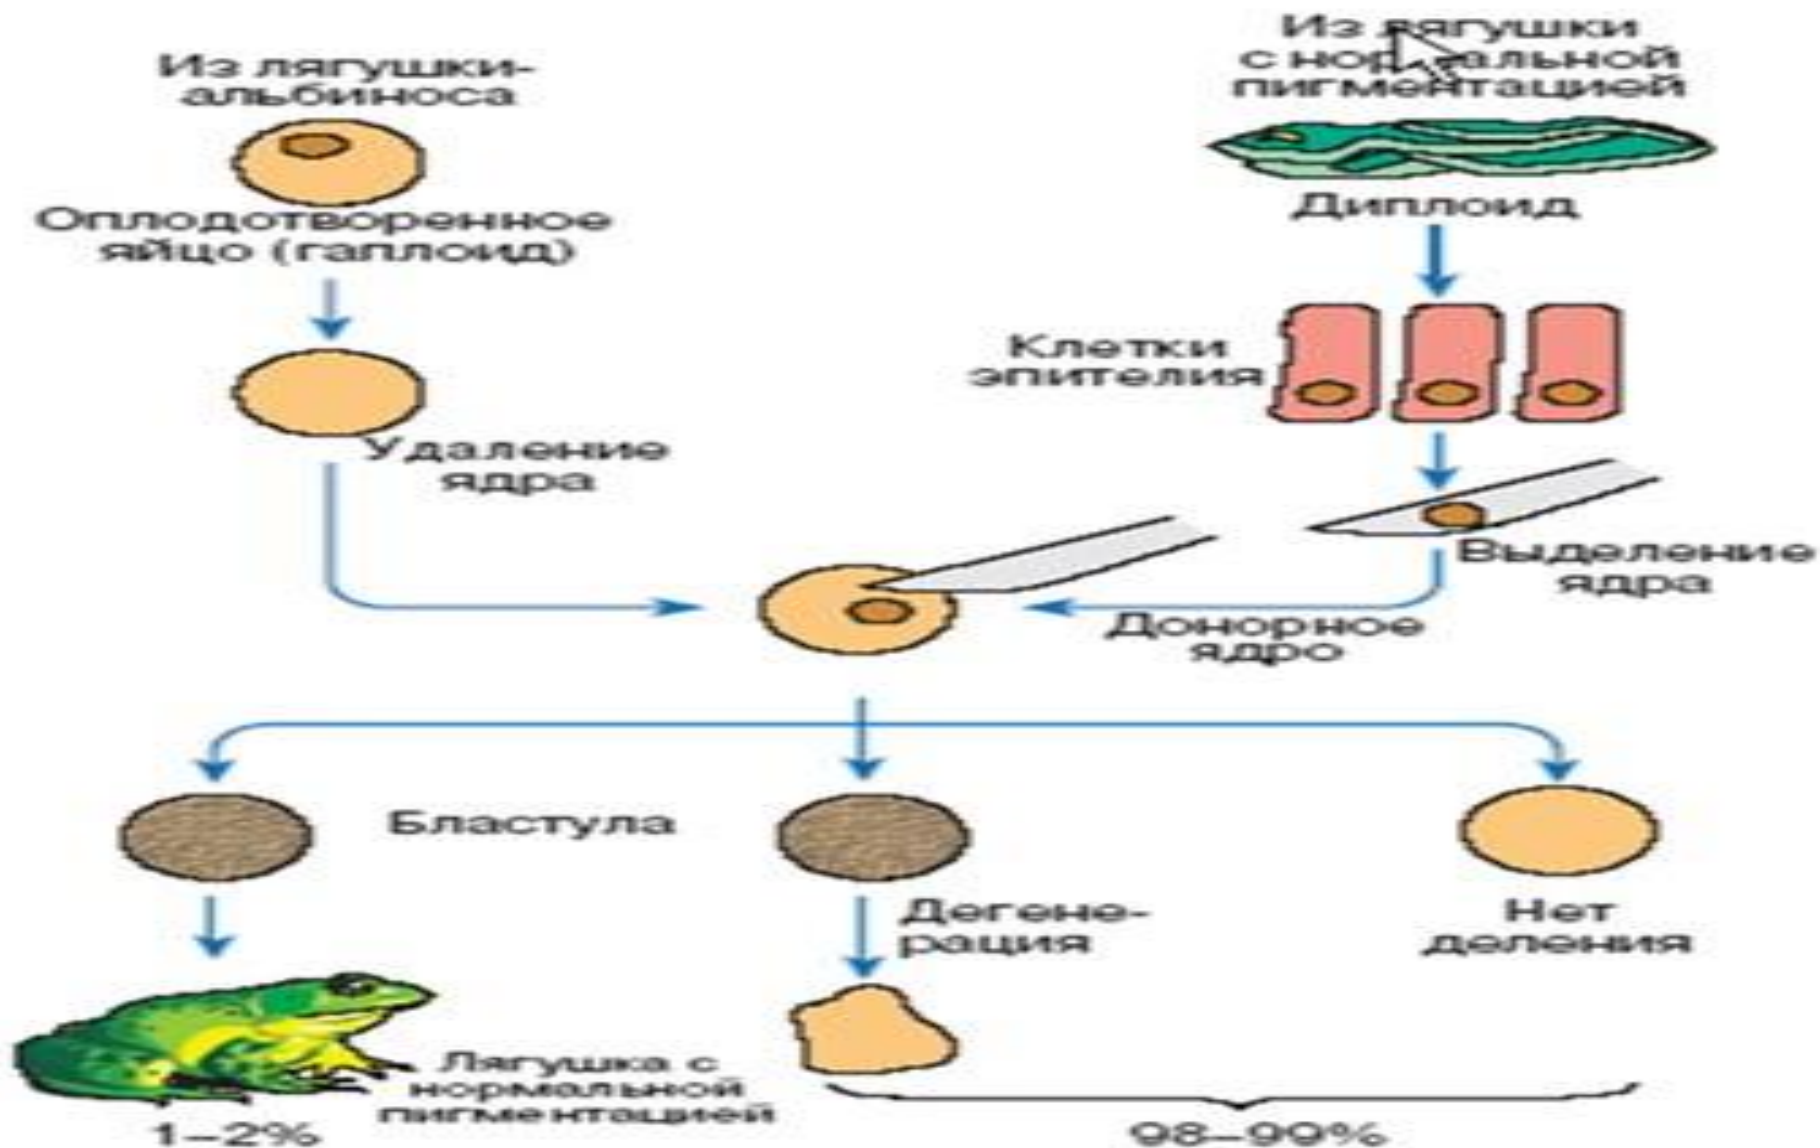 Из лягушки-
альбиноса
Оплодотворенное
яйцо (гаплоид)
Удаление
ядра
Из лягушки
с нормальной
пигментацией
Диплоид
Клетки
эпителия
Выделение
ядра
Донорное
ядро
Бластула
Дегене-
рация
Нет
деления
Лягушка с
нормальной
пигментацией
1–2%
98–99%